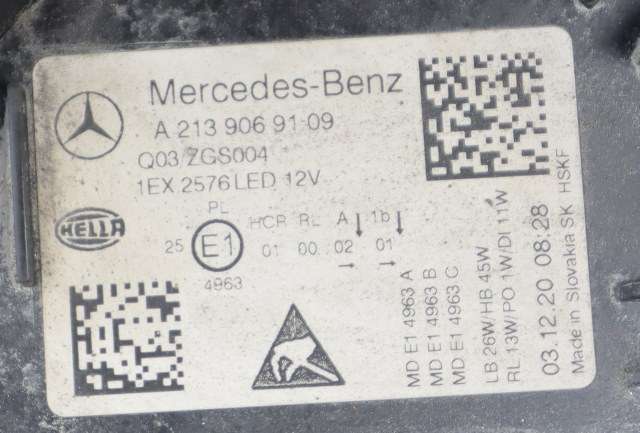 Mercedes-Benz
A 213 906 91 09
Q03/ZGS004
1EX 2576 LED 12V
HELLA
PL
HCR RL A 1b
25 E1 01 00 02 01
4963
MD E1 4963 A
MD E1 4963 B
MD E1 4963 C
LB 26W/HB 45W
RL 13W/PO 1W/DI 11W
03.12.20 08:28
Made in Slovakia SK HSKF